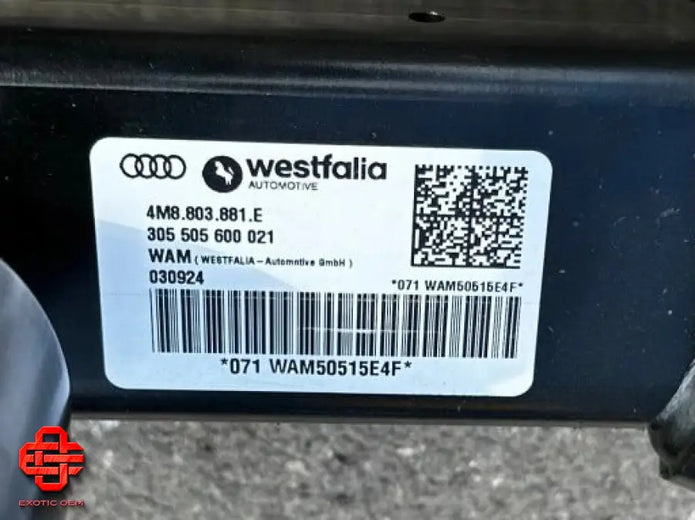 westfalia
AUTOMOTIVE
4M8.803.881.E
305 505 600 021
WAM ( WESTFALIA - Automotive GmbH )
030924
*071 WAM50515E4F*
*071 WAM50515E4F*
EXOTIC OEM